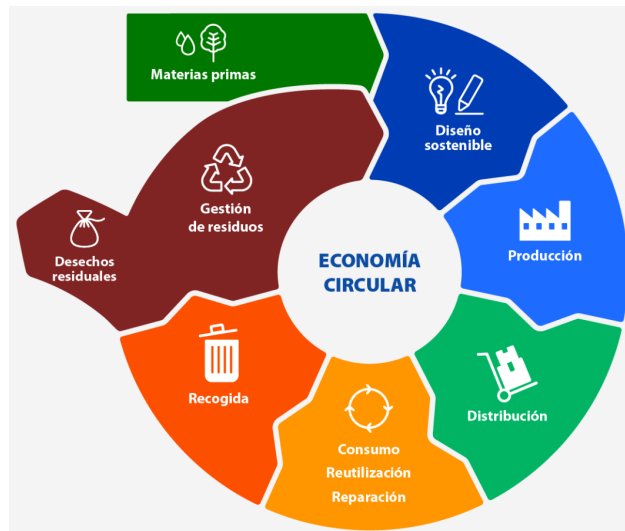 Materias primas
Diseño
sostenible
Producción
Distribución
Consumo
Reutilización
Reparación
Recogida
Gestión
de residuos
Desechos
residuales
ECONOMÍA
CIRCULAR